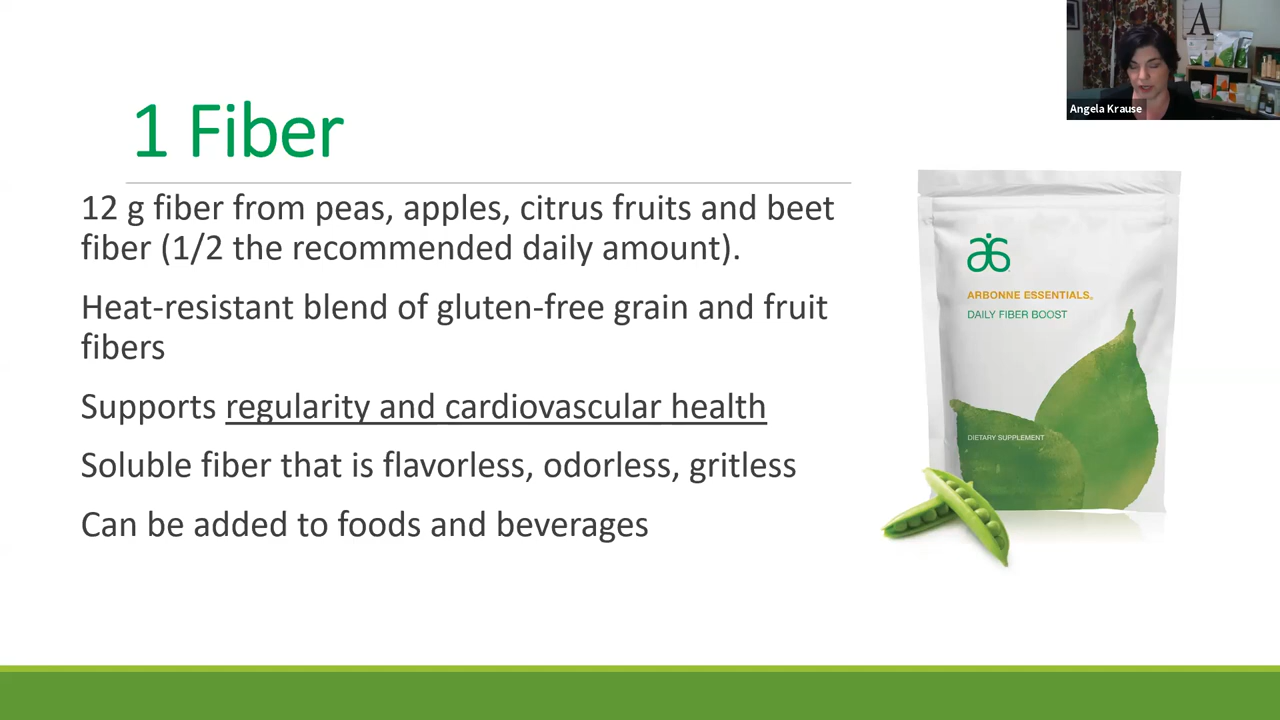 A
Angela Krause
1 Fiber
12 g fiber from peas, apples, citrus fruits and beet
fiber (1/2 the recommended daily amount).
Heat-resistant blend of gluten-free grain and fruit
fibers
Supports regularity and cardiovascular health
Soluble fiber that is flavorless, odorless, gritless
Can be added to foods and beverages
ARBONNE ESSENTIALS
DAILY FIBER BOOST
DIETARY SUPPLEMENT